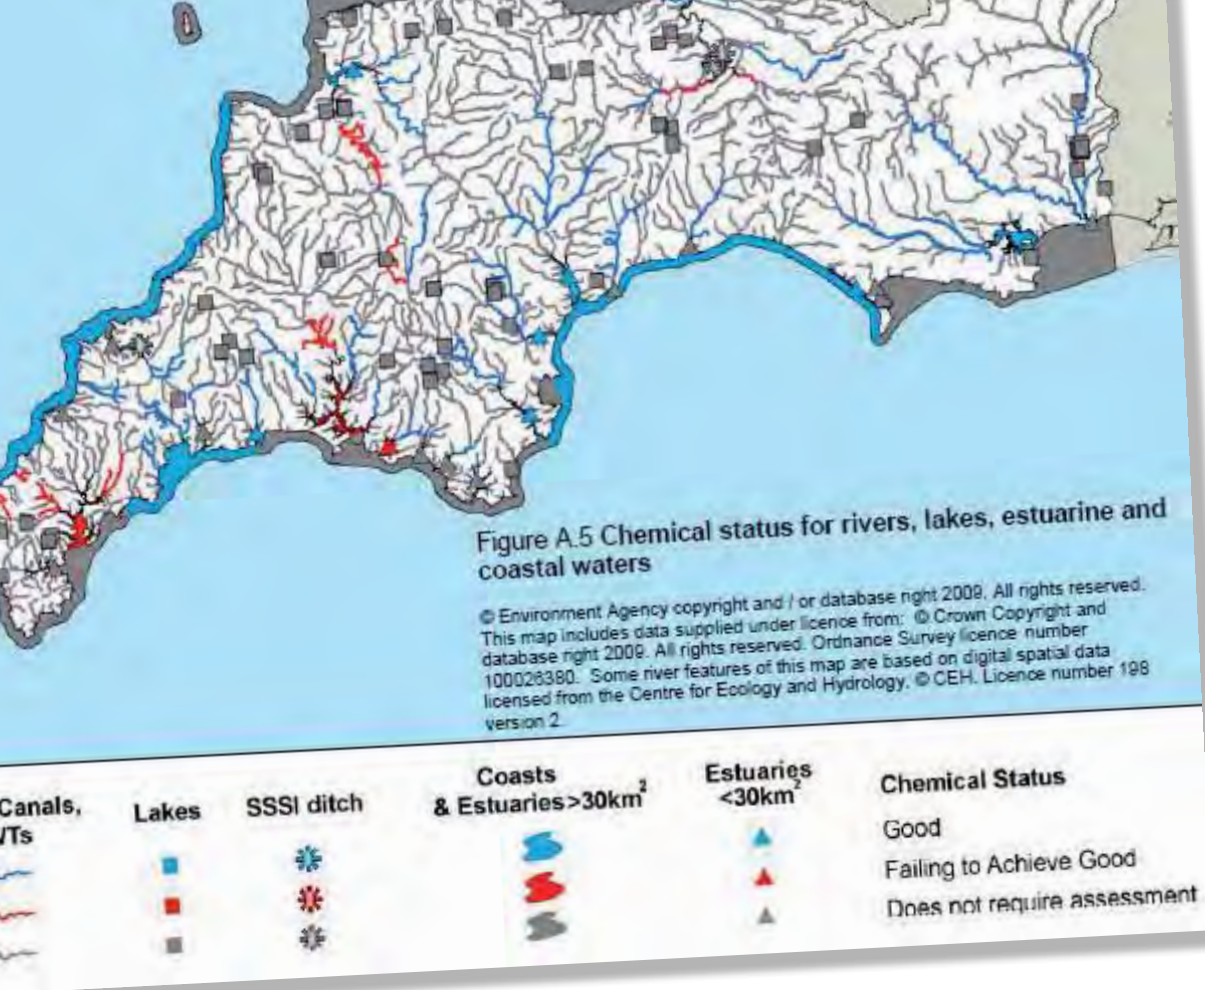 Figure A.5 Chemical status for rivers, lakes, estuarine and
coastal waters
© Environment Agency copyright and / or database right 2009. All rights reserved.
This map includes data supplied under licence from: © Crown Copyright and
database right 2009. All rights reserved. Ordnance Survey licence number
100026380. Some river features of this map are based on digital spatial data
licensed from the Centre for Ecology and Hydrology, © CEH. Licence number 198
version 2.
Canals,
Lakes
SSSI ditch
Coasts
& Estuaries>30km²
Estuaries
<30km²
Chemical Status
Good
Failing to Achieve Good
Does not require assessment